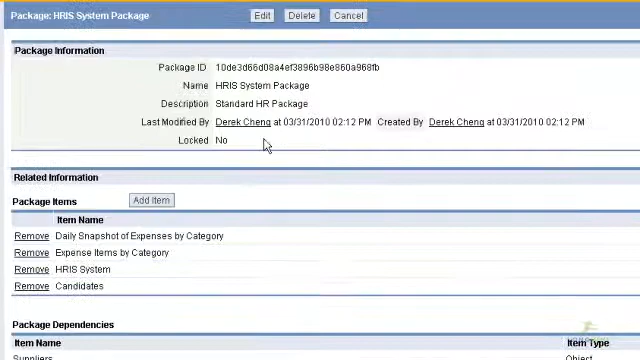 Package: HRIS System Package
Edit Delete Cancel
Package Information
Package ID 10de3d66d08a4ef3896b98e860a968fb
Name HRIS System Package
Description Standard HR Package
Last Modified By Derek Cheng at 03/31/2010 02:12 PM Created By Derek Cheng at 03/31/2010 02:12 PM
Locked No
Related Information
Package Items Add Item
Item Name
Remove Daily Snapshot of Expenses by Category
Remove Expense Items by Category
Remove HRIS System
Remove Candidates
Package Dependencies
Item Name Item Type
Suppliers Object